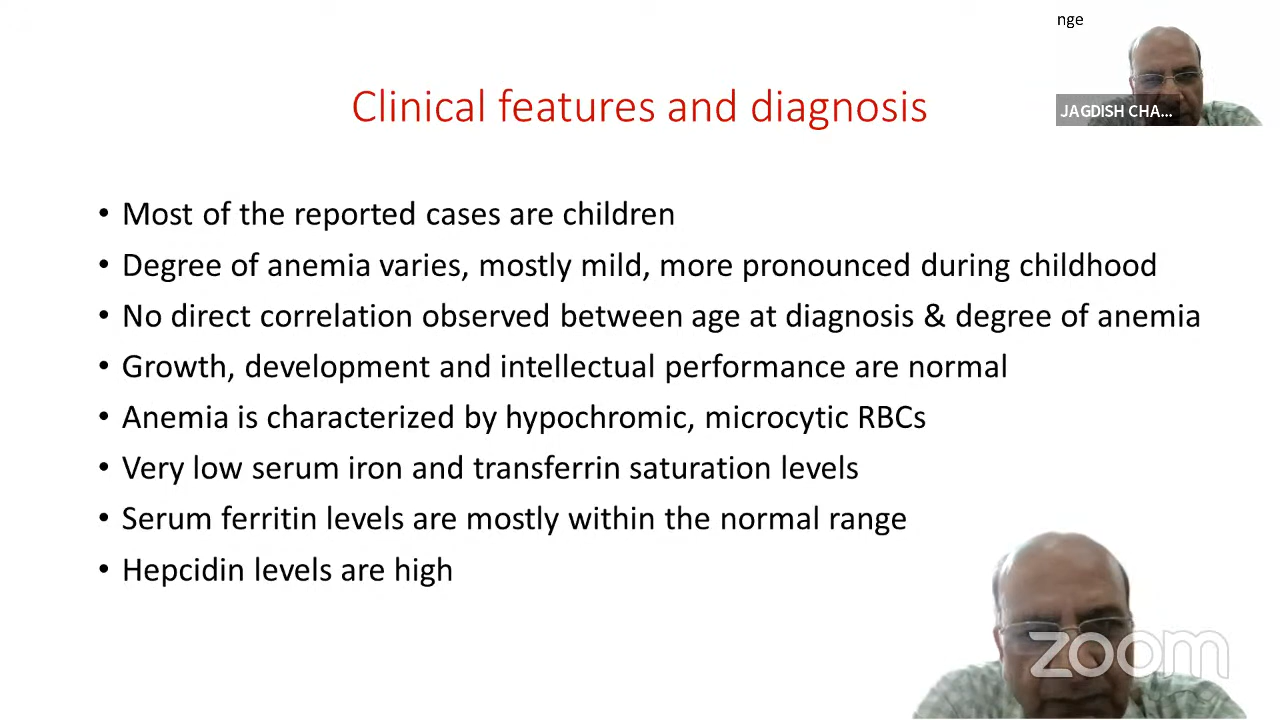 nge
JAGDISH CHA...
Clinical features and diagnosis
• Most of the reported cases are children
• Degree of anemia varies, mostly mild, more pronounced during childhood
• No direct correlation observed between age at diagnosis & degree of anemia
• Growth, development and intellectual performance are normal
• Anemia is characterized by hypochromic, microcytic RBCs
• Very low serum iron and transferrin saturation levels
• Serum ferritin levels are mostly within the normal range
• Hepcidin levels are high
zoom